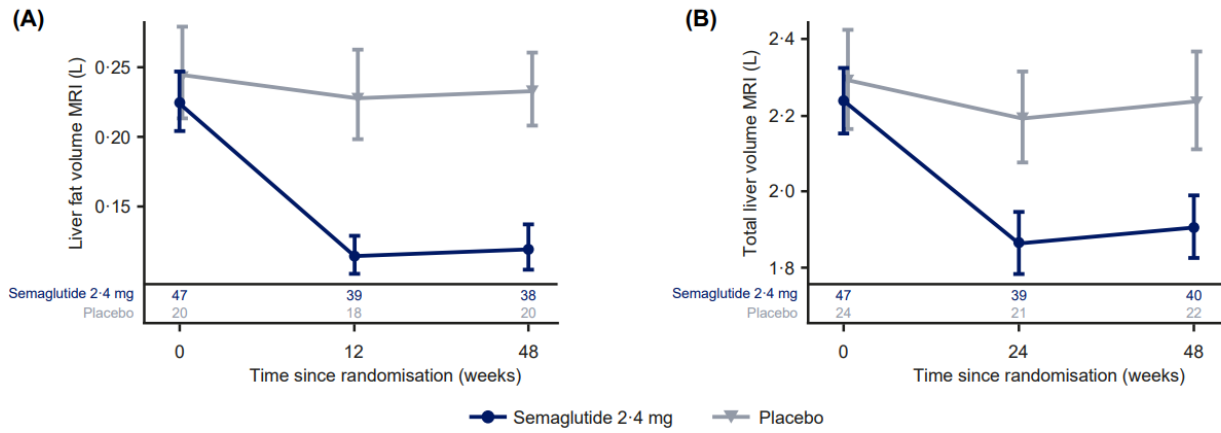 (A)
Liver fat volume MRI (L)
0·25
0·20
0·15
Semaglutide 2·4 mg 47 39 38
Placebo 20 18 20
0 12 48
Time since randomisation (weeks)
(B)
Total liver volume MRI (L)
2·4
2·2
2·0
1·8
Semaglutide 2·4 mg 47 39 40
Placebo 24 21 22
0 24 48
Time since randomisation (weeks)
Semaglutide 2·4 mg Placebo